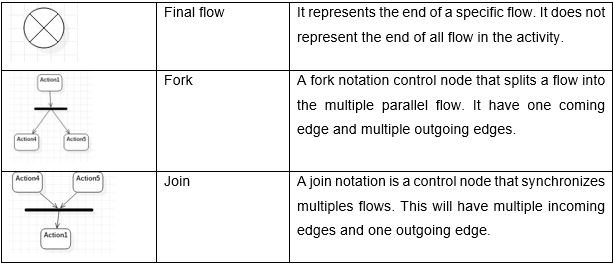 Final flow
It represents the end of a specific flow. It does not
represent the end of all flow in the activity.
Action1
Action4
Action5
Fork
A fork notation control node that splits a flow into
the multiple parallel flow. It have one coming
edge and multiple outgoing edges.
Action4
Action5
Action1
Join
A join notation is a control node that synchronizes
multiples flows. This will have multiple incoming
edges and one outgoing edge.